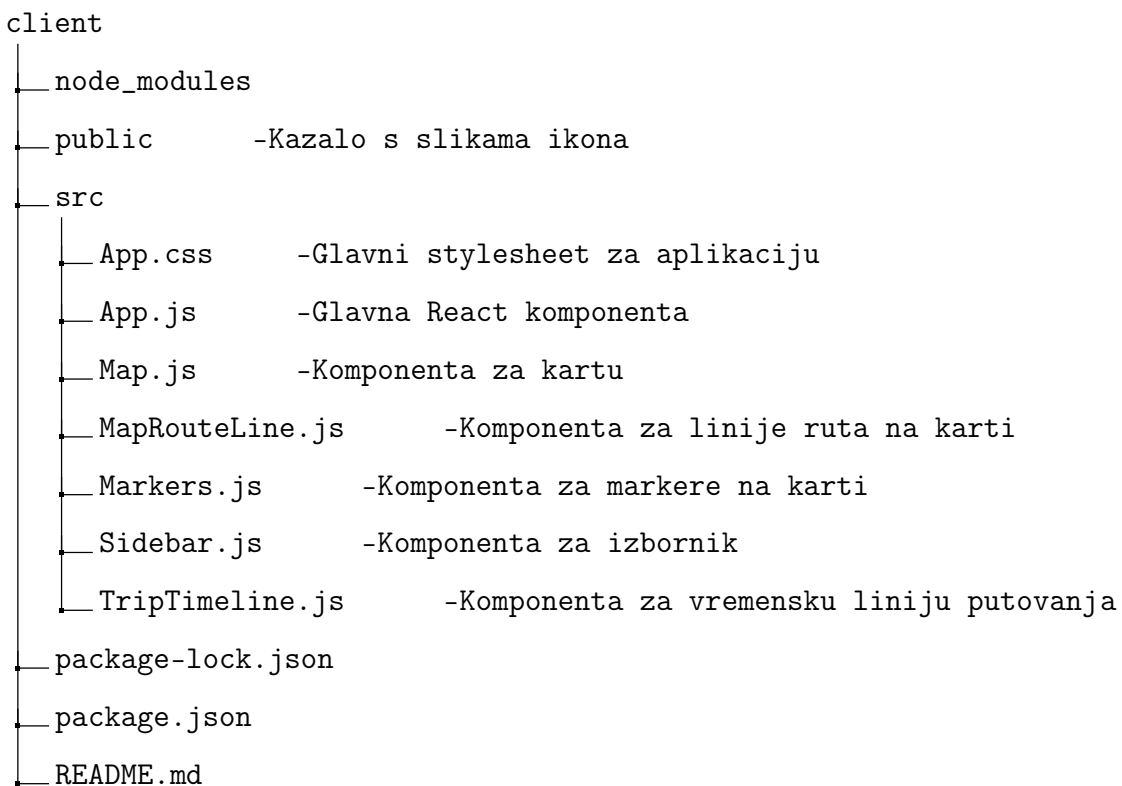 client
node_modules
public -Kazalo s slikama ikona
src
App.css -Glavni stylesheet za aplikaciju
App.js -Glavna React komponenta
Map.js -Komponenta za kartu
MapRouteLine.js -Komponenta za linije ruta na karti
Markers.js -Komponenta za markere na karti
Sidebar.js -Komponenta za izbornik
TripTimeline.js -Komponenta za vremensku liniju putovanja
package-lock.json
package.json
README.md